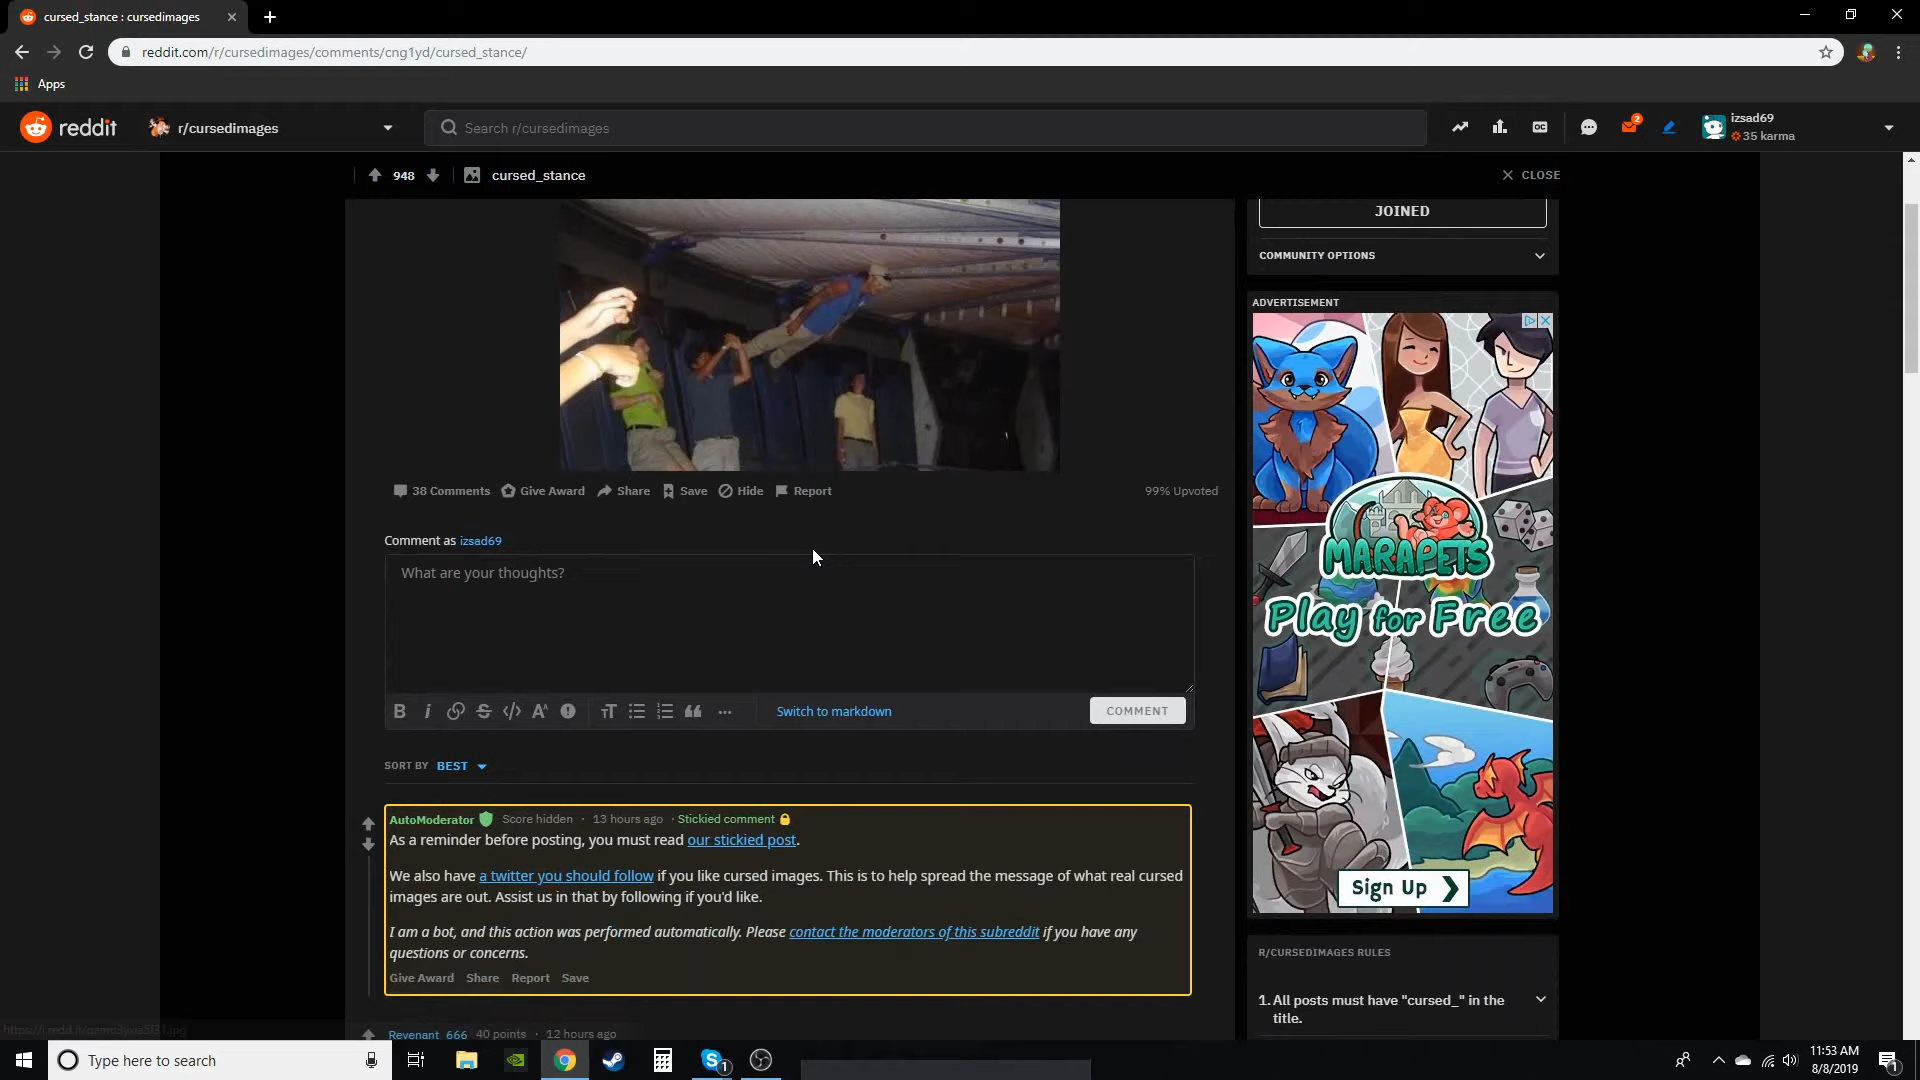 cursed_stance : cursedimages
reddit.com/r/cursedimages/comments/cng1yd/cursed_stance/
Apps
reddit
r/cursedimages
Search r/cursedimages
2
izsad69
35 karma
948
cursed_stance
CLOSE
JOINED
COMMUNITY OPTIONS
ADVERTISEMENT
MARAPETS
Play for Free
Sign Up
38 Comments Give Award Share Save Hide Report
99% Upvoted
Comment as izsad69
What are your thoughts?
Switch to markdown
COMMENT
SORT BY BEST
AutoModerator Score hidden · 13 hours ago · Stickied comment
As a reminder before posting, you must read our stickied post.
We also have a twitter you should follow if you like cursed images. This is to help spread the message of what real cursed
images are out. Assist us in that by following if you'd like.
I am a bot, and this action was performed automatically. Please contact the moderators of this subreddit if you have any
questions or concerns.
Give Award Share Report Save
Revenant_666 40 points · 12 hours ago
R/CURSEDIMAGES RULES
1. All posts must have "cursed_" in the
title.
Type here to search
1
11:53 AM
8/8/2019
1